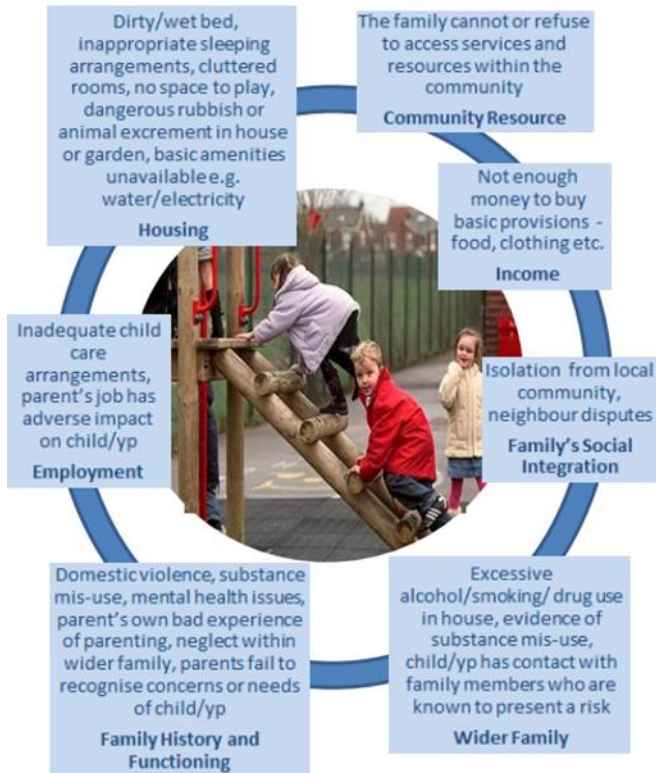 Dirty/wet bed,
inappropriate sleeping
arrangements, cluttered
rooms, no space to play,
dangerous rubbish or
animal excrement in house
or garden, basic amenities
unavailable e.g.
water/electricity
Housing
The family cannot or refuse
to access services and
resources within the
community
Community Resource
Not enough
money to buy
basic provisions -
food, clothing etc.
Income
Inadequate child
care
arrangements,
parent's job has
adverse impact
on child/yp
Employment
Isolation from local
community,
neighbour disputes
Family's Social
Integration
Domestic violence, substance
mis-use, mental health issues,
parent's own bad experience
of parenting, neglect within
wider family, parents fail to
recognise concerns or needs
of child/yp
Family History and
Functioning
Excessive
alcohol/smoking/ drug use
in house, evidence of
substance mis-use,
child/yp has contact with
family members who are
known to present a risk
Wider Family